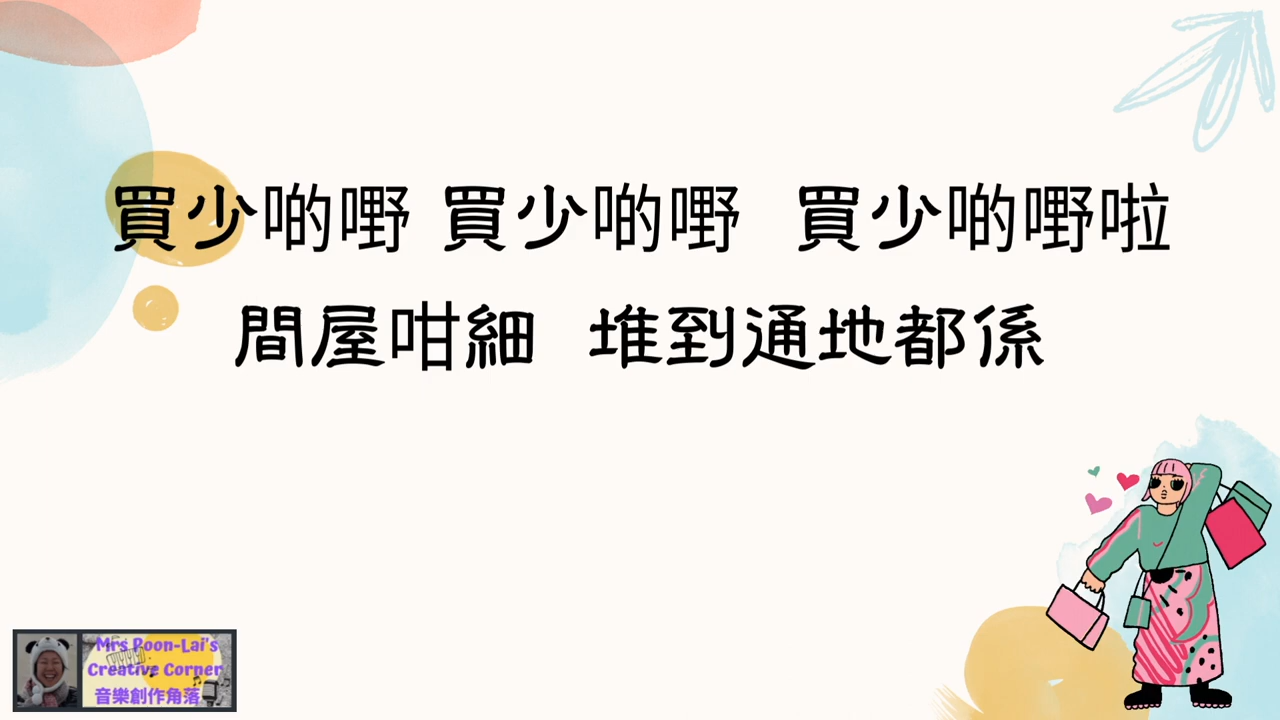 買少啲嘢 買少啲嘢 買少啲嘢啦
間屋咁細 堆到通地都係
Mrs Poon-Lai's
Creative Corner
音樂創作角落